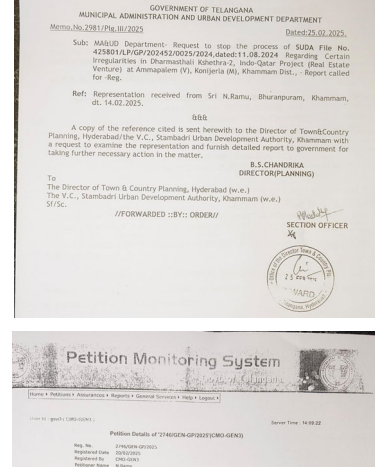 GOVERNMENT OF TELANGANA
MUNICIPAL ADMINISTRATION AND URBAN DEVELOPMENT DEPARTMENT
Memo.No.2981/Plg.III/2025
Dated:25.02.2025.
Sub: MA&UD Department- Request to stop the process of SUDA File No.
425801/LP/GP/202452/0025/2024,dated:11.08.2024 Regarding Certain
Irregularities in Dharmasthali Kshethra-2, Indo-Qatar Project (Real Estate
Venture) at Ammapalem (V), Konijerla (M), Khammam Dist., - Report called
for -Reg.
Ref: Representation received from Sri N.Ramu, Bhuranpuram, Khammam,
dt. 14.02.2025.
&&&
A copy of the reference cited is sent herewith to the Director of Town&Country
Planning, Hyderabad/the V.C., Stambadri Urban Development Authority, Khammam with
a request to examine the representation and furnish detailed report to government for
taking further necessary action in the matter.
B.S.CHANDRIKA
DIRECTOR(PLANNING)
To
The Director of Town & Country Planning, Hyderabad (w.e.)
The V.C., Stambadri Urban Development Authority, Khammam (w.e.)
Sf/Sc.
//FORWARDED ::BY:: ORDER//
SECTION OFFICER
Petition Monitoring System
Home Petitions Assurances Reports General Services Help Logout
Server Time : 14:09:22
Petition Details of '2746/GEN-GP/2025'(CMO-GEN3)
Reg. No. 2746/GEN-GP/2025
Registered Date
Registered By CMO-GEN3
Petitioner Name N.Ramu